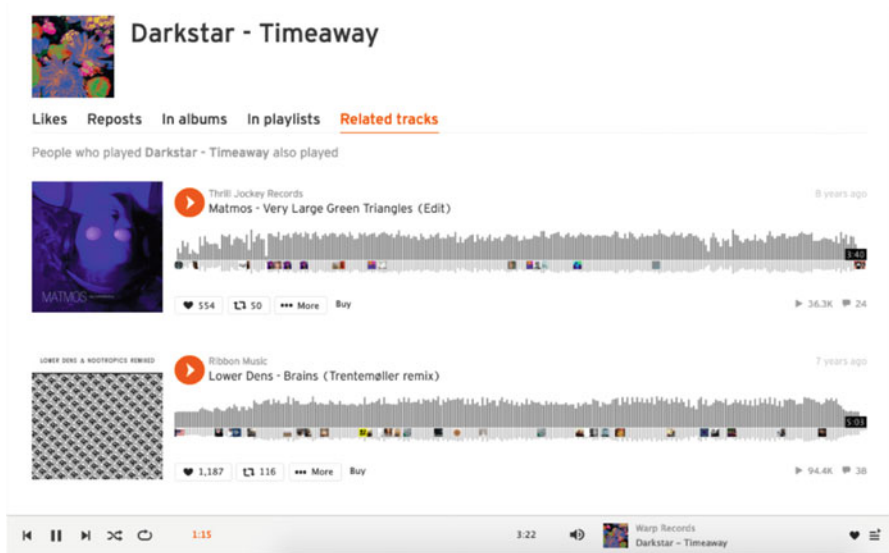 Darkstar - Timeaway
Likes Reposts In albums In playlists Related tracks
People who played Darkstar - Timeaway also played
Thrill Jockey Records
6 years ago
Matmos - Very Large Green Triangles (Edit)
3:40
MATMOS
554 50 More Buy
36.3K 24
LOWER DENS & NOOTROPICS REMIXED
Ribbon Music
7 years ago
Lower Dens - Brains (Trentemøller remix)
5:03
1,187 116 More Buy
94.4K 38
1:15 3:22
Warp Records
Darkstar - Timeaway